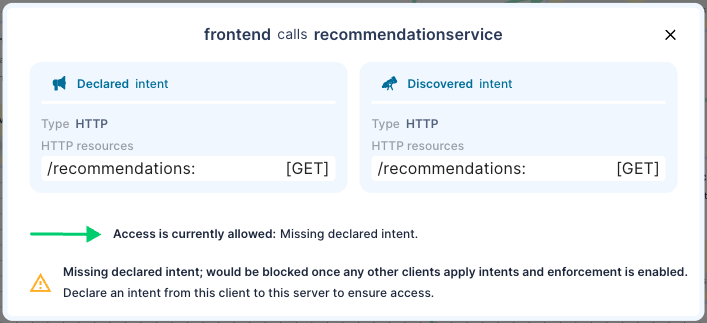 frontend calls recommendationservice
Declared intent
Type HTTP
HTTP resources
/recommendations: [GET]
Discovered intent
Type HTTP
HTTP resources
/recommendations: [GET]
Access is currently allowed: Missing declared intent.
Missing declared intent; would be blocked once any other clients apply intents and enforcement is enabled.
Declare an intent from this client to this server to ensure access.